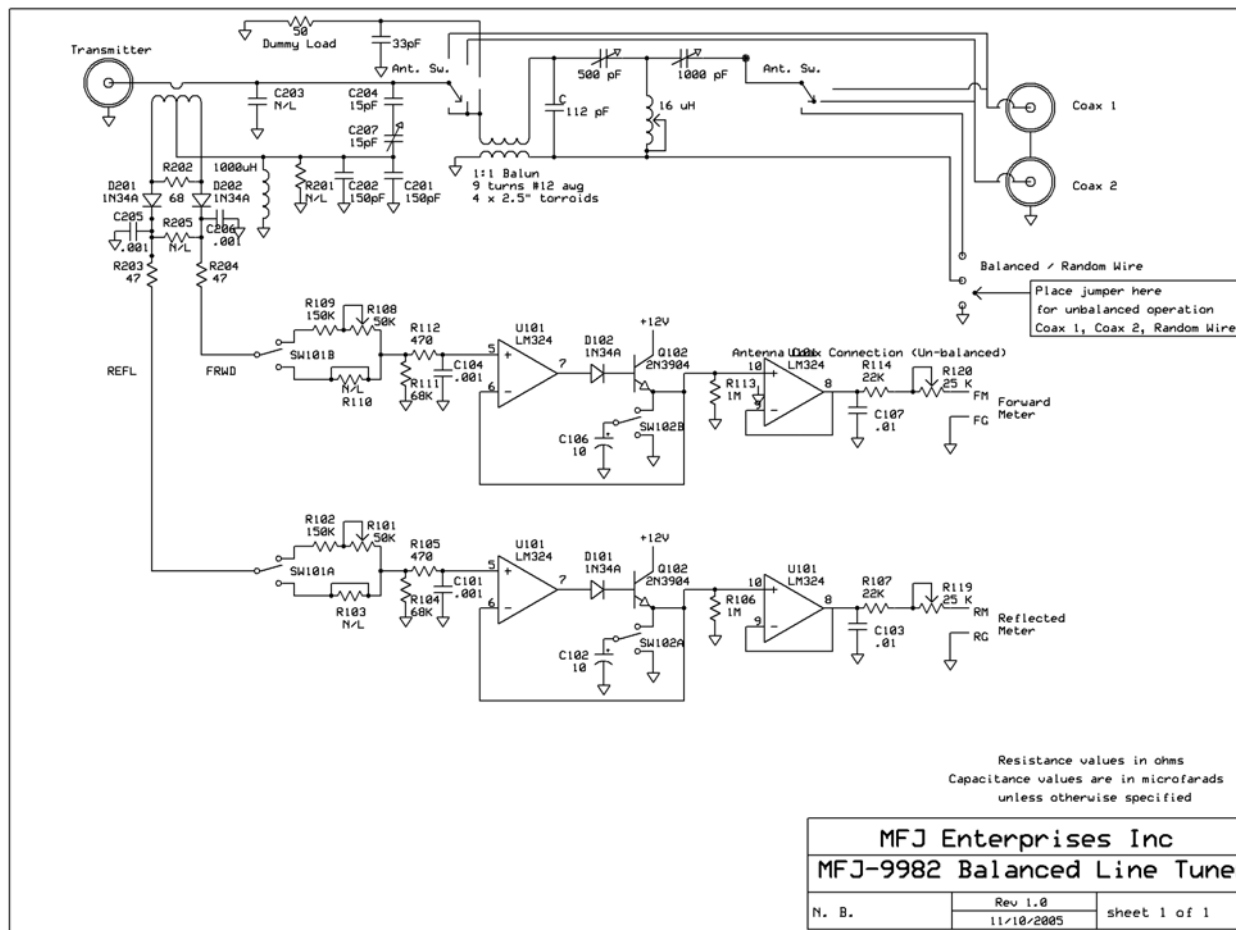 50
Dummy Load
33pF
Transmitter
Ant. Sw.
C203
N/L
C204
15pF
C207
15pF
500 pF
1000 pF
C
112 pF
16 uH
Ant. Sw.
Coax 1
Coax 2
R202
68
1000uH
D201
1N34A
D202
1N34A
R201
N/L
C202
150pF
C201
150pF
1:1 Balun
9 turns #12 awg
4 x 2.5" torroids
C205
.001
R205
N/L
C206
.001
R203
47
R204
47
Balanced / Random Wire
Place jumper here
for unbalanced operation
Coax 1, Coax 2, Random Wire
REFL
FRWD
SW101B
R109
150K
R108
50K
N/L
R110
R112
470
R111
68K
C104
.001
U101
LM324
5
6
7
+
-
D102
1N34A
+12V
Q102
2N3904
C106
10
+
SW102B
R113
1M
Antenna Coax Connection (Un-balanced)
LM324
10
9
8
+
R114
22K
C107
.01
R120
25 K
FM
FG
Forward
Meter
SW101A
R102
150K
R101
50K
R103
N/L
R105
470
R104
68K
C101
.001
U101
LM324
5
6
7
+
-
D101
1N34A
+12V
Q102
2N3904
C102
10
+
SW102A
R106
1M
U101
LM324
10
9
8
+
-
R107
22K
C103
.01
R119
25 K
RM
RG
Reflected
Meter
Resistance values in ohms
Capacitance values are in microfarads
unless otherwise specified
MFJ Enterprises Inc
MFJ-9982 Balanced Line Tune
N. B.
Rev 1.0
11/10/2005
sheet 1 of 1